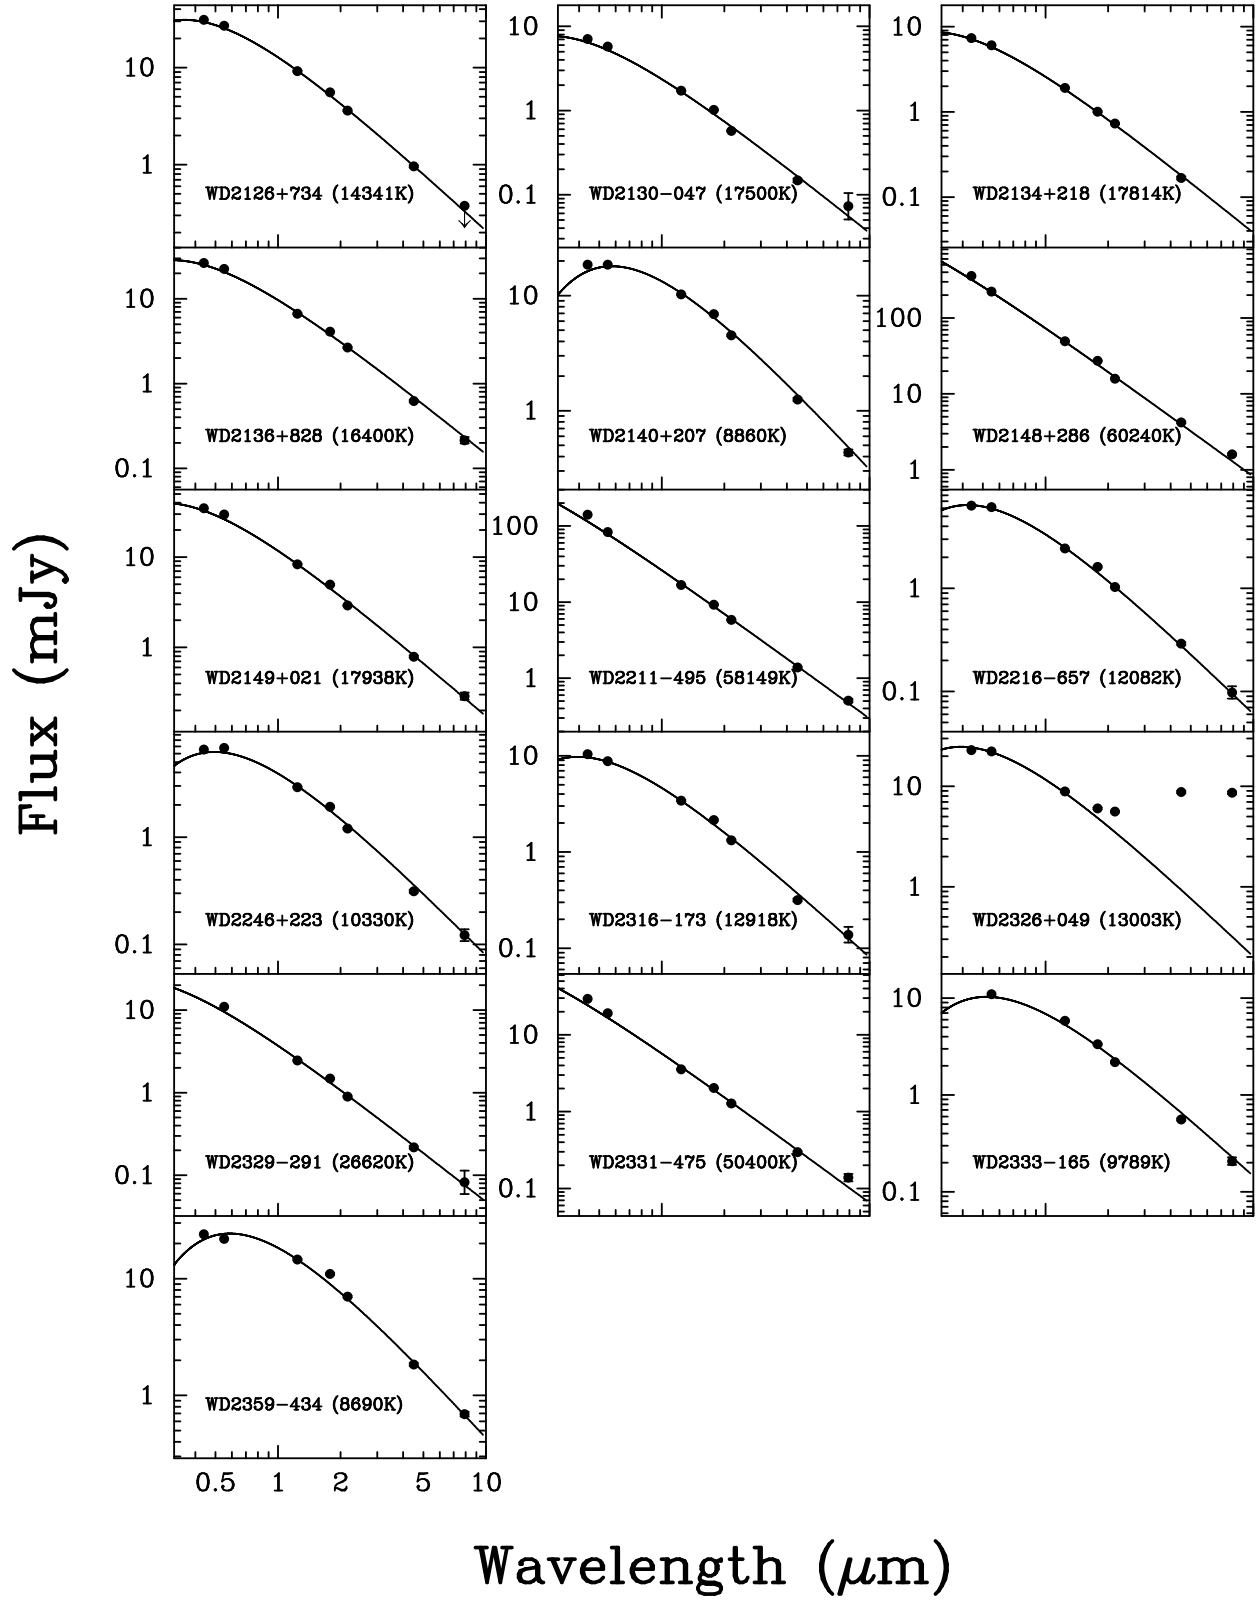 Flux (mJy)
10
1
WD2126+734 (14341K)
10
1
0.1
WD2130−047 (17500K)
10
1
0.1
WD2134+218 (17814K)
10
1
0.1
WD2136+828 (16400K)
10
1
WD2140+207 (8860K)
100
10
1
WD2148+286 (60240K)
10
1
WD2149+021 (17938K)
100
10
1
WD2211−495 (58149K)
1
0.1
WD2216−657 (12082K)
1
0.1
WD2246+223 (10330K)
10
1
0.1
WD2316−173 (12918K)
10
1
WD2326+049 (13003K)
10
1
0.1
WD2329−291 (26620K)
10
1
0.1
WD2331−475 (50400K)
10
1
0.1
WD2333−165 (9789K)
10
1
WD2359−434 (8690K)
0.5 1 2 5 10
Wavelength (μm)